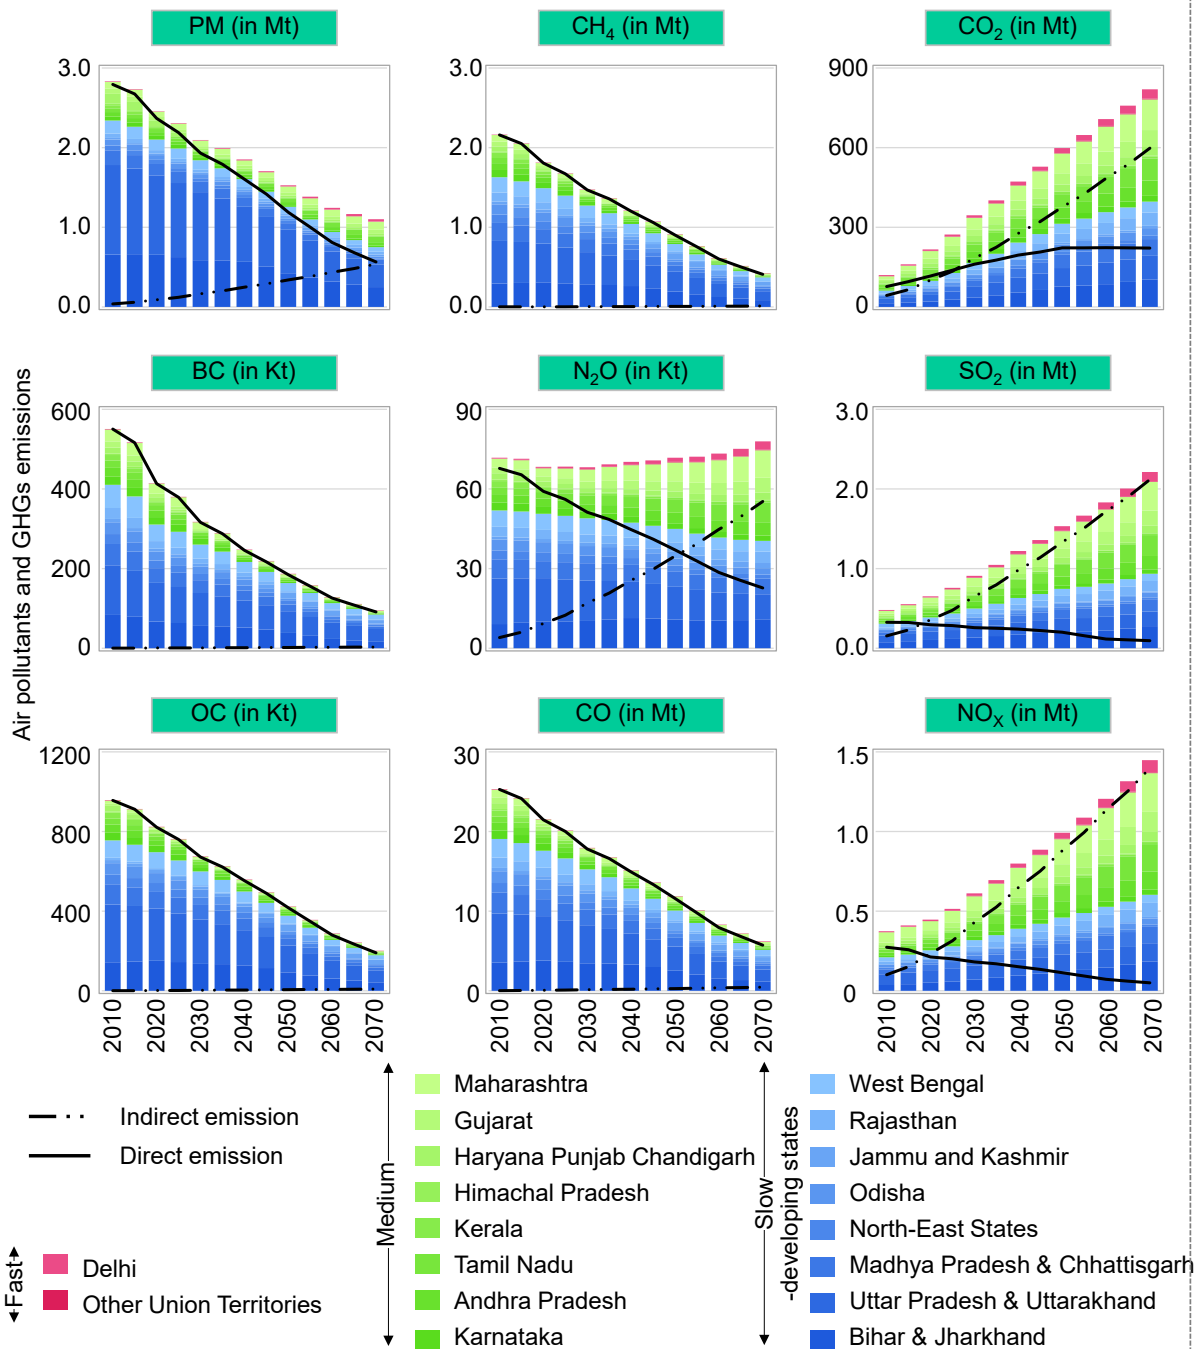 PM (in Mt)
CH₄ (in Mt)
CO₂ (in Mt)
3.0
2.0
1.0
0.0
3.0
2.0
1.0
0.0
900
600
300
0
Air pollutants and GHGs emissions
BC (in Kt)
N₂O (in Kt)
SO₂ (in Mt)
600
400
200
0
90
60
30
0
3.0
2.0
1.0
0.0
OC (in Kt)
CO (in Mt)
NOₓ (in Mt)
1200
800
400
0
30
20
10
0
1.5
1.0
0.5
0
2010
2020
2030
2040
2050
2060
2070
2010
2020
2030
2040
2050
2060
2070
2010
2020
2030
2040
2050
2060
2070
Indirect emission
Direct emission
Fast
Delhi
Other Union Territories
Medium
Maharashtra
Gujarat
Haryana Punjab Chandigarh
Himachal Pradesh
Kerala
Tamil Nadu
Andhra Pradesh
Karnataka
Slow
-developing states
West Bengal
Rajasthan
Jammu and Kashmir
Odisha
North-East States
Madhya Pradesh & Chhattisgarh
Uttar Pradesh & Uttarakhand
Bihar & Jharkhand